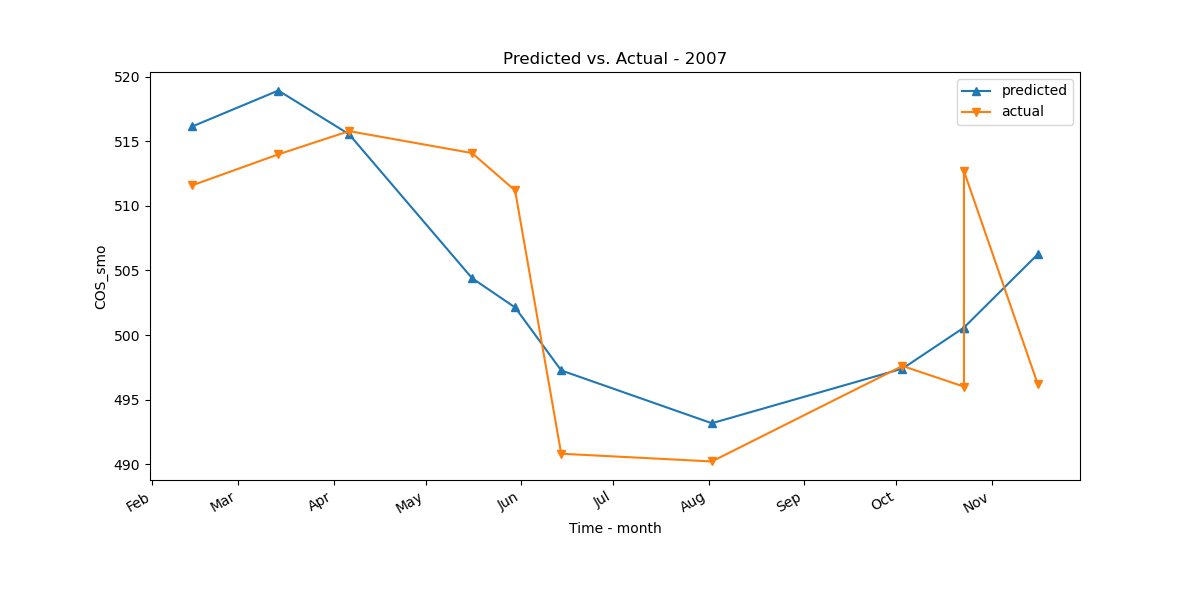 Predicted vs. Actual - 2007
predicted
actual
520
515
510
505
500
495
490
COS_smo
Feb
Mar
Apr
May
Jun
Jul
Aug
Sep
Oct
Nov
Time - month